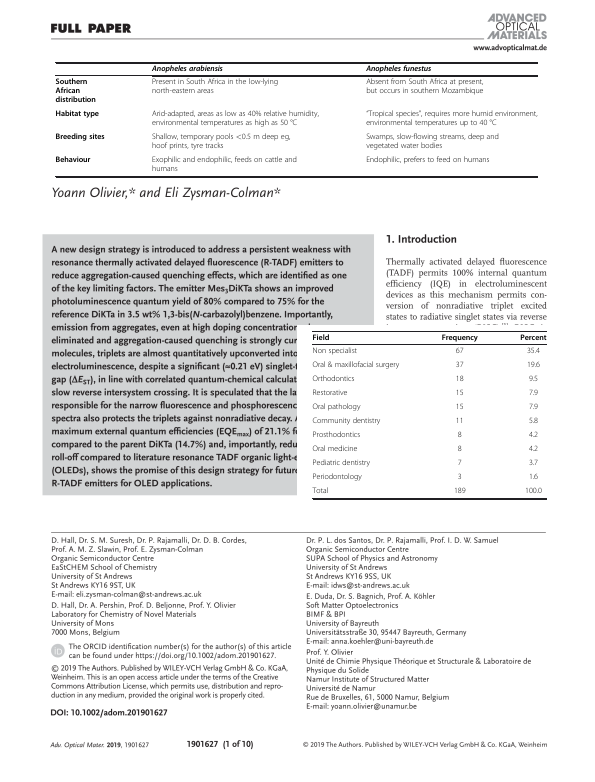 FULL PAPER
ADVANCED
OPTICAL
MATERIALS
www.advopticalmat.de
Anopheles arabiensis Anopheles funestus
Southern African distribution Present in South Africa in the low-lying north-eastern areas Absent from South Africa at present, but occurs in southern Mozambique
Habitat type Arid-adapted, areas as low as 40% relative humidity, environmental temperatures as high as 50 °C "Tropical species", requires more humid environment, environmental temperatures up to 40 °C
Breeding sites Shallow, temporary pools <0.5 m deep eg, hoof prints, tyre tracks Swamps, slow-flowing streams, deep and vegetated water bodies
Behaviour Exophilic and endophilic, feeds on cattle and humans Endophilic, prefers to feed on humans
Yoann Olivier,* and Eli Zysman-Colman*
A new design strategy is introduced to address a persistent weakness with
resonance thermally activated delayed fluorescence (R-TADF) emitters to
reduce aggregation-caused quenching effects, which are identified as one
of the key limiting factors. The emitter Mes3DiKTa shows an improved
photoluminescence quantum yield of 80% compared to 75% for the
reference DiKTa in 3.5 wt% 1,3-bis(N-carbazolyl)benzene. Importantly,
emission from aggregates, even at high doping concentration
eliminated and aggregation-caused quenching is strongly cur
molecules, triplets are almost quantitatively upconverted into
electroluminescence, despite a significant (≈0.21 eV) singlet-t
gap (ΔEST), in line with correlated quantum-chemical calculat
slow reverse intersystem crossing. It is speculated that the la
responsible for the narrow fluorescence and phosphorescenc
spectra also protects the triplets against nonradiative decay. A
maximum external quantum efficiencies (EQEmax) of 21.1% fo
compared to the parent DiKTa (14.7%) and, importantly, redu
roll-off compared to literature resonance TADF organic light-e
(OLEDs), shows the promise of this design strategy for future
R-TADF emitters for OLED applications.
1. Introduction
Thermally activated delayed fluorescence
(TADF) permits 100% internal quantum
efficiency (IQE) in electroluminescent
devices as this mechanism permits con-
version of nonradiative triplet excited
states to radiative singlet states via reverse
Field Frequency Percent
Non specialist 67 35.4
Oral & maxillofacial surgery 37 19.6
Orthodontics 18 9.5
Restorative 15 7.9
Oral pathology 15 7.9
Community dentistry 11 5.8
Prosthodontics 8 4.2
Oral medicine 8 4.2
Pediatric dentistry 7 3.7
Periodontology 3 1.6
Total 189 100.0
D. Hall, Dr. S. M. Suresh, Dr. P. Rajamalli, Dr. D. B. Cordes,
Prof. A. M. Z. Slawin, Prof. E. Zysman-Colman
Organic Semiconductor Centre
EaStCHEM School of Chemistry
University of St Andrews
St Andrews KY16 9ST, UK
E-mail: eli.zysman-colman@st-andrews.ac.uk
D. Hall, Dr. A. Pershin, Prof. D. Beljonne, Prof. Y. Olivier
Laboratory for Chemistry of Novel Materials
University of Mons
7000 Mons, Belgium
iD The ORCID identification number(s) for the author(s) of this article
can be found under https://doi.org/10.1002/adom.201901627.
© 2019 The Authors. Published by WILEY-VCH Verlag GmbH & Co. KGaA,
Weinheim. This is an open access article under the terms of the Creative
Commons Attribution License, which permits use, distribution and repro-
duction in any medium, provided the original work is properly cited.
DOI: 10.1002/adom.201901627
Dr. P. L. dos Santos, Dr. P. Rajamalli, Prof. I. D. W. Samuel
Organic Semiconductor Centre
SUPA School of Physics and Astronomy
University of St Andrews
St Andrews KY16 9SS, UK
E-mail: idws@st-andrews.ac.uk
E. Duda, Dr. S. Bagnich, Prof. A. Köhler
Soft Matter Optoelectronics
BIMF & BPI
University of Bayreuth
Universitätsstraße 30, 95447 Bayreuth, Germany
E-mail: anna.koehler@uni-bayreuth.de
Prof. Y. Olivier
Unité de Chimie Physique Théorique et Structurale & Laboratoire de
Physique du Solide
Namur Institute of Structured Matter
Université de Namur
Rue de Bruxelles, 61, 5000 Namur, Belgium
E-mail: yoann.olivier@unamur.be
Adv. Optical Mater. 2019, 1901627 1901627 (1 of 10) © 2019 The Authors. Published by WILEY-VCH Verlag GmbH & Co. KGaA, Weinheim